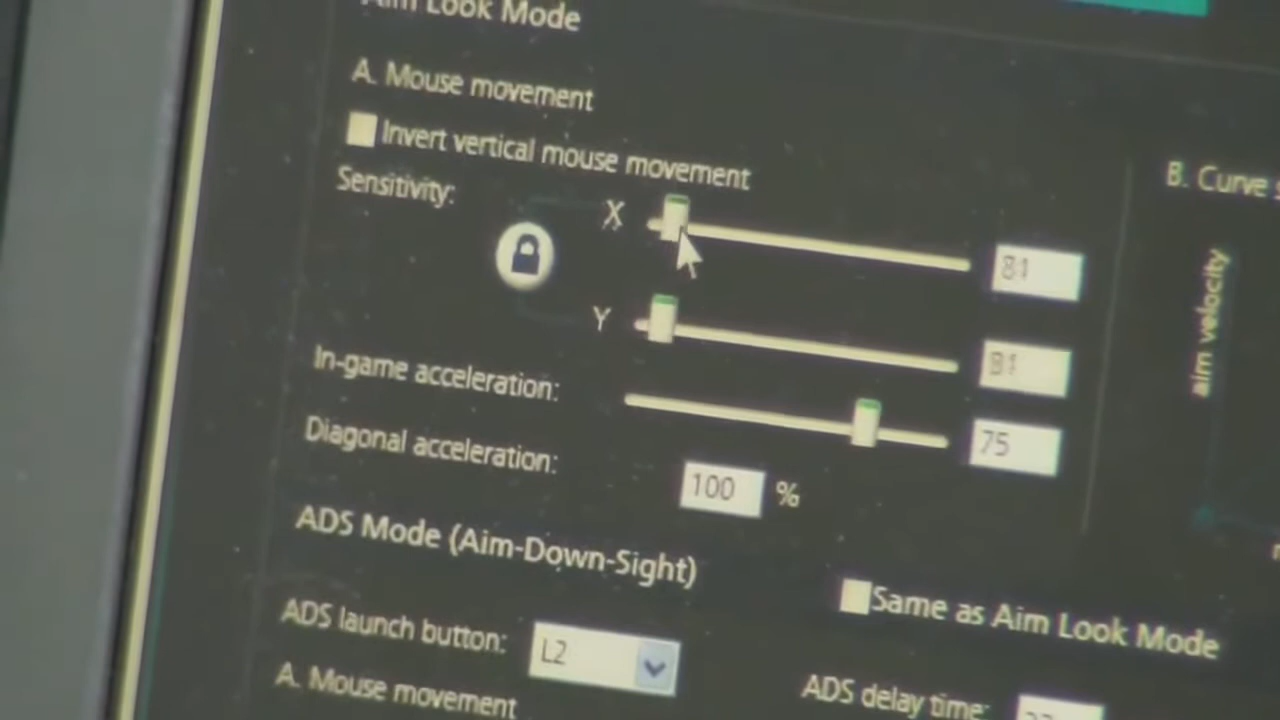 Aim Look Mode
A. Mouse movement
Invert vertical mouse movement
Sensitivity:
X
Y
In-game acceleration:
75
Diagonal acceleration:
100 %
B. Curve
aim velocity
ADS Mode (Aim-Down-Sight)
Same as Aim Look Mode
ADS launch button:
L2
A. Mouse movement
ADS delay time: